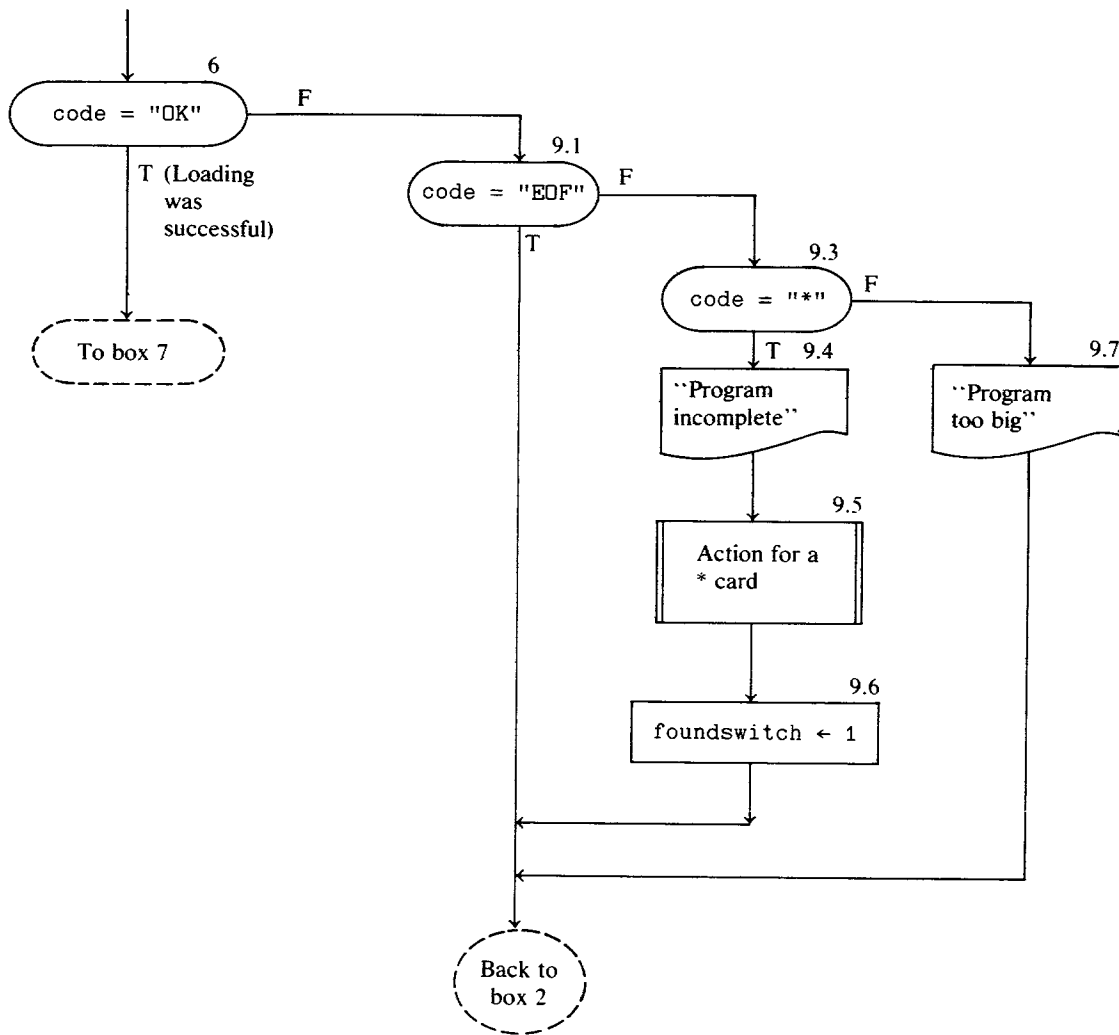 6
code = "OK"
F
T (Loading
was
successful)
To box 7
9.1
code = "EOF"
F
T
9.3
code = "*"
F
T 9.4
"Program
incomplete"
9.7
"Program
too big"
9.5
Action for a
* card
9.6
foundswitch ← 1
Back to
box 2